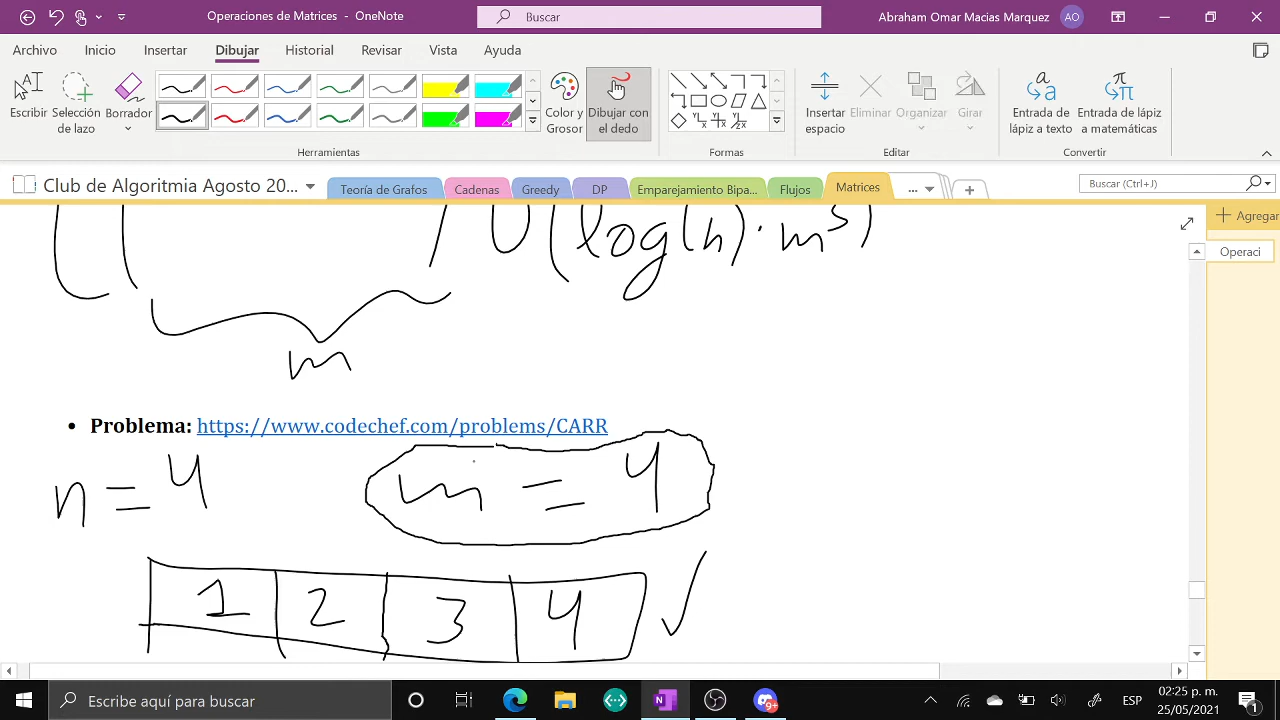 Operaciones de Matrices - OneNote
Buscar
Abraham Omar Macias Marquez
AO
Archivo Inicio Insertar Dibujar Historial Revisar Vista Ayuda
Escribir
Selección de lazo
Borrador
Color y Grosor
Dibujar con el dedo
Insertar espacio
Eliminar
Organizar
Girar
Entrada de lápiz a texto
Entrada de lápiz a matemáticas
Herramientas
Formas
Editar
Convertir
Club de Algoritmia Agosto 20...
Teoría de Grafos
Cadenas
Greedy
DP
Emparejamiento Bipa...
Flujos
Matrices
...
Buscar (Ctrl+J)
Agregar
Operaci
O(log(n) · m³)
m
• Problema: https://www.codechef.com/problems/CARR
n = 4 m = 4
1 2 3 4 ✓
Escribe aquí para buscar
9+
ESP
02:25 p. m.
25/05/2021
1